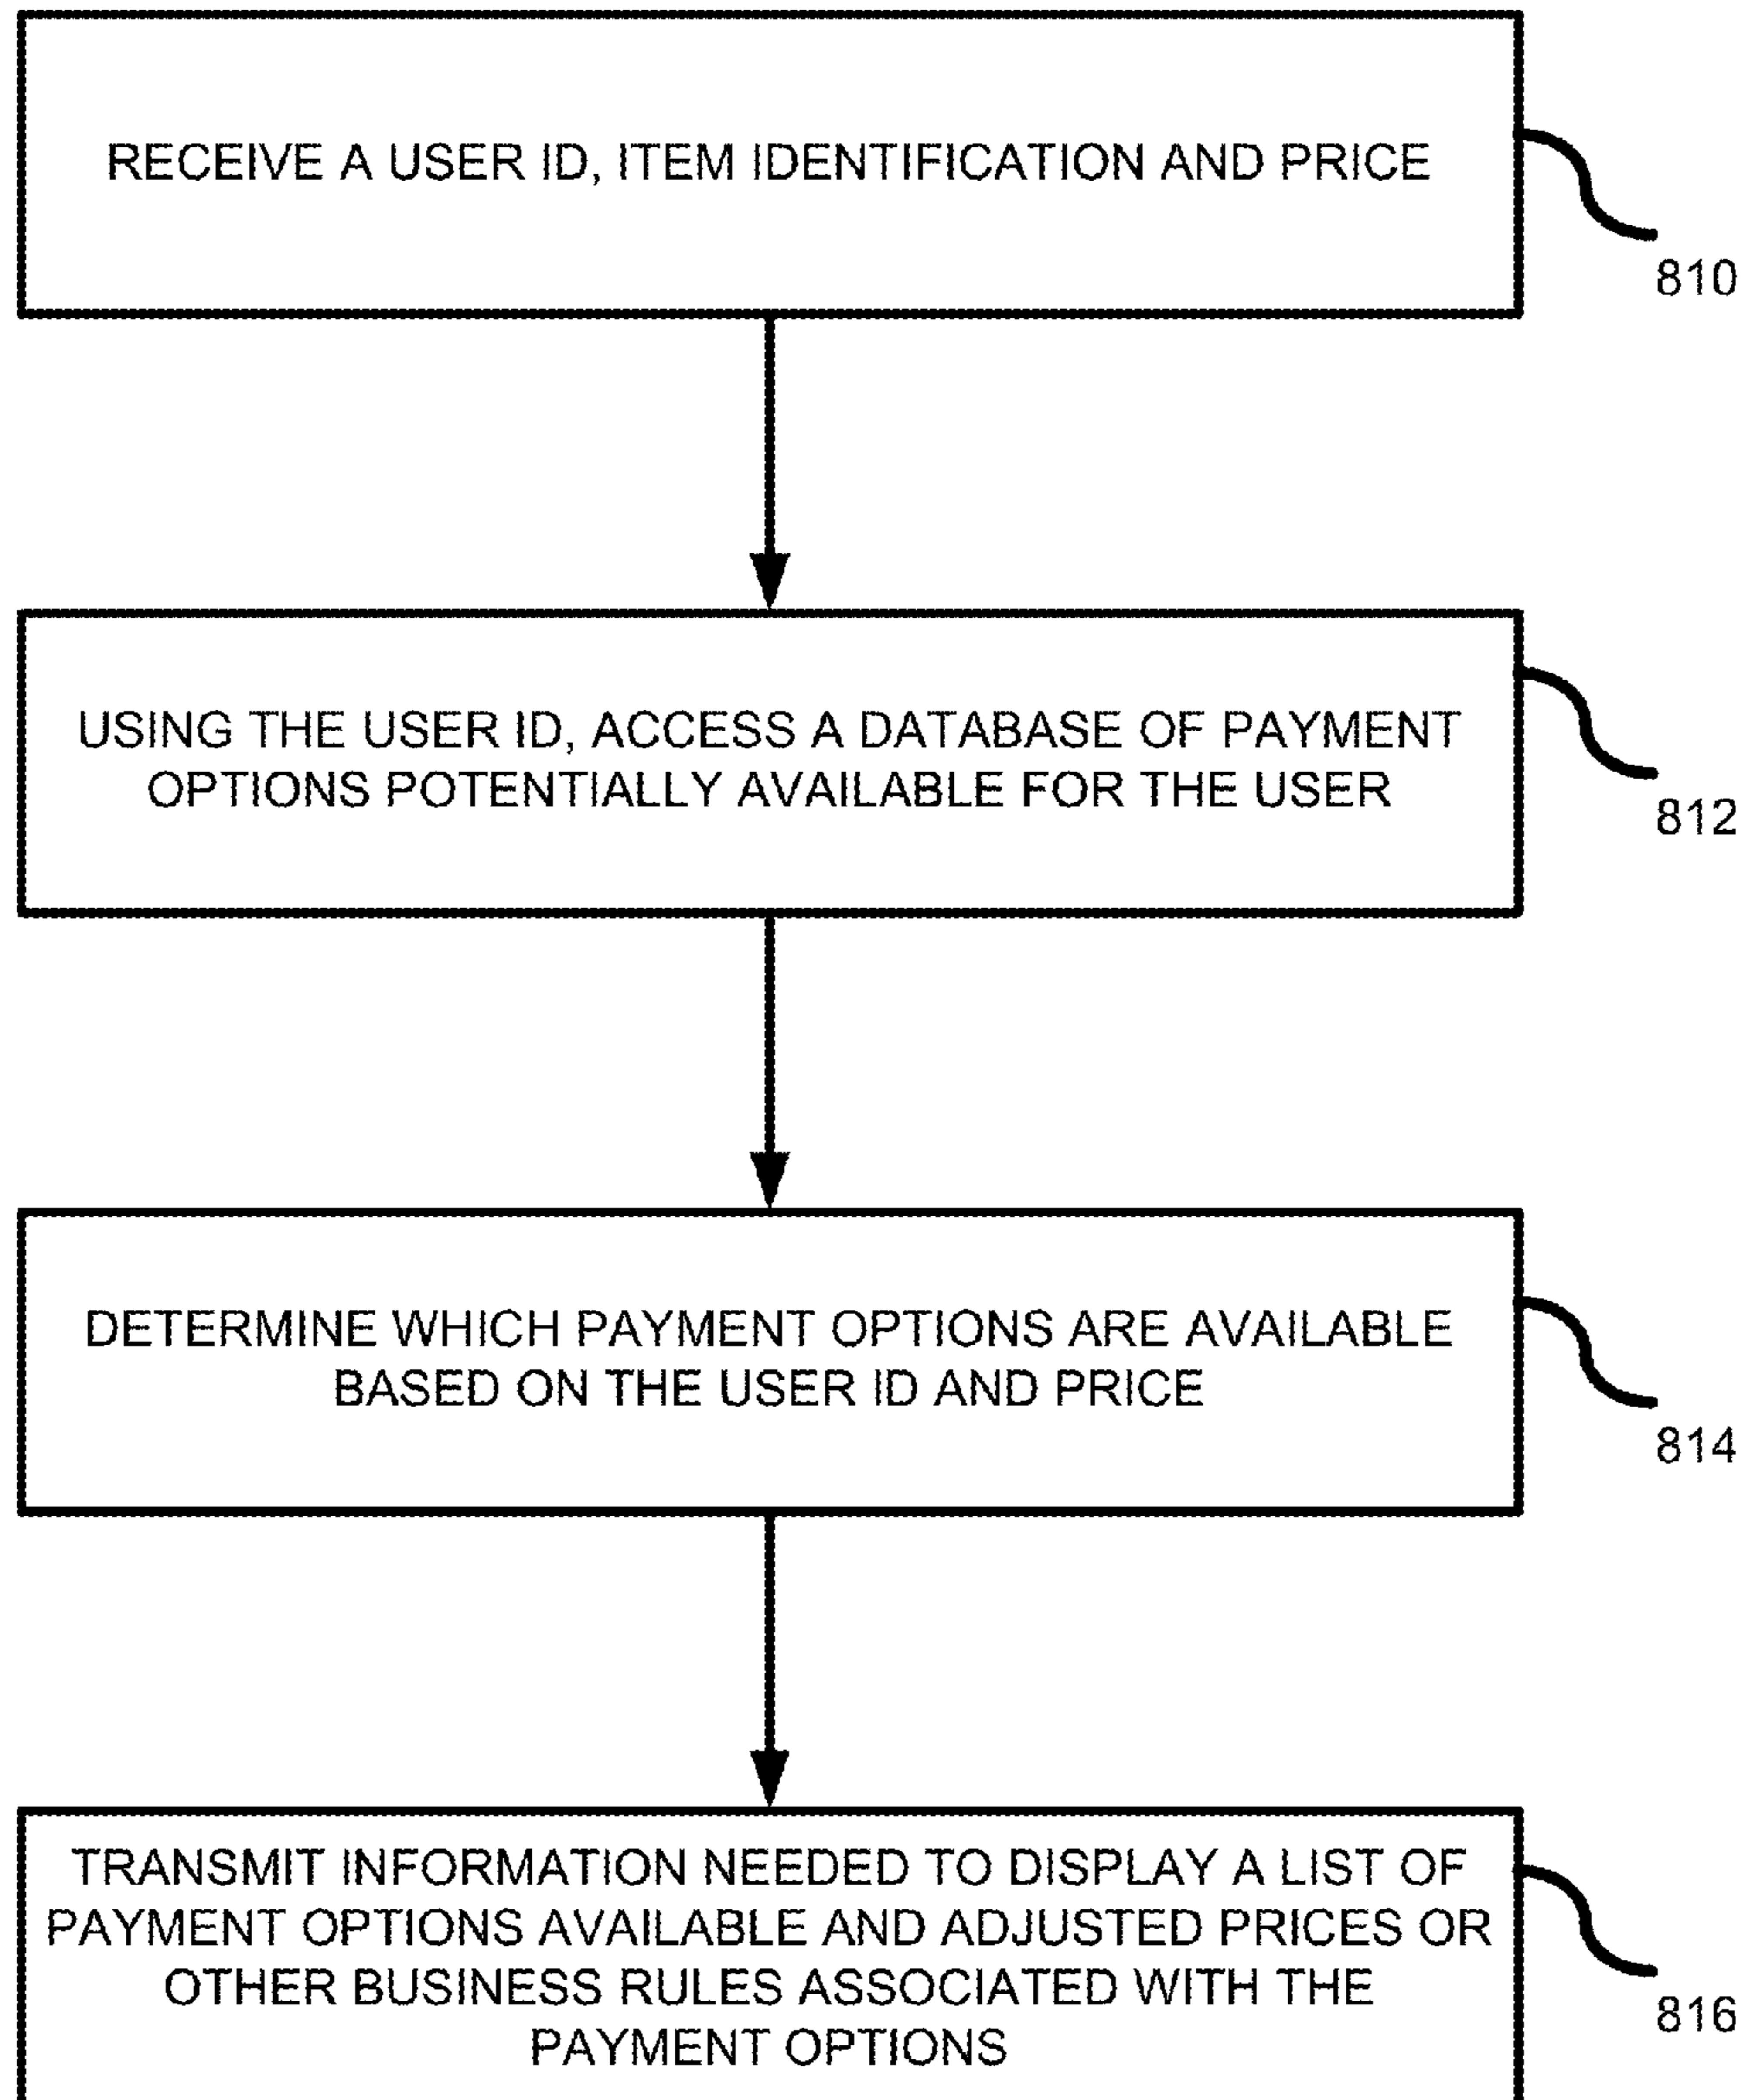 RECEIVE A USER ID, ITEM IDENTIFICATION AND PRICE
810
USING THE USER ID, ACCESS A DATABASE OF PAYMENT
OPTIONS POTENTIALLY AVAILABLE FOR THE USER
812
DETERMINE WHICH PAYMENT OPTIONS ARE AVAILABLE
BASED ON THE USER ID AND PRICE
814
TRANSMIT INFORMATION NEEDED TO DISPLAY A LIST OF
PAYMENT OPTIONS AVAILABLE AND ADJUSTED PRICES OR
OTHER BUSINESS RULES ASSOCIATED WITH THE
PAYMENT OPTIONS
816